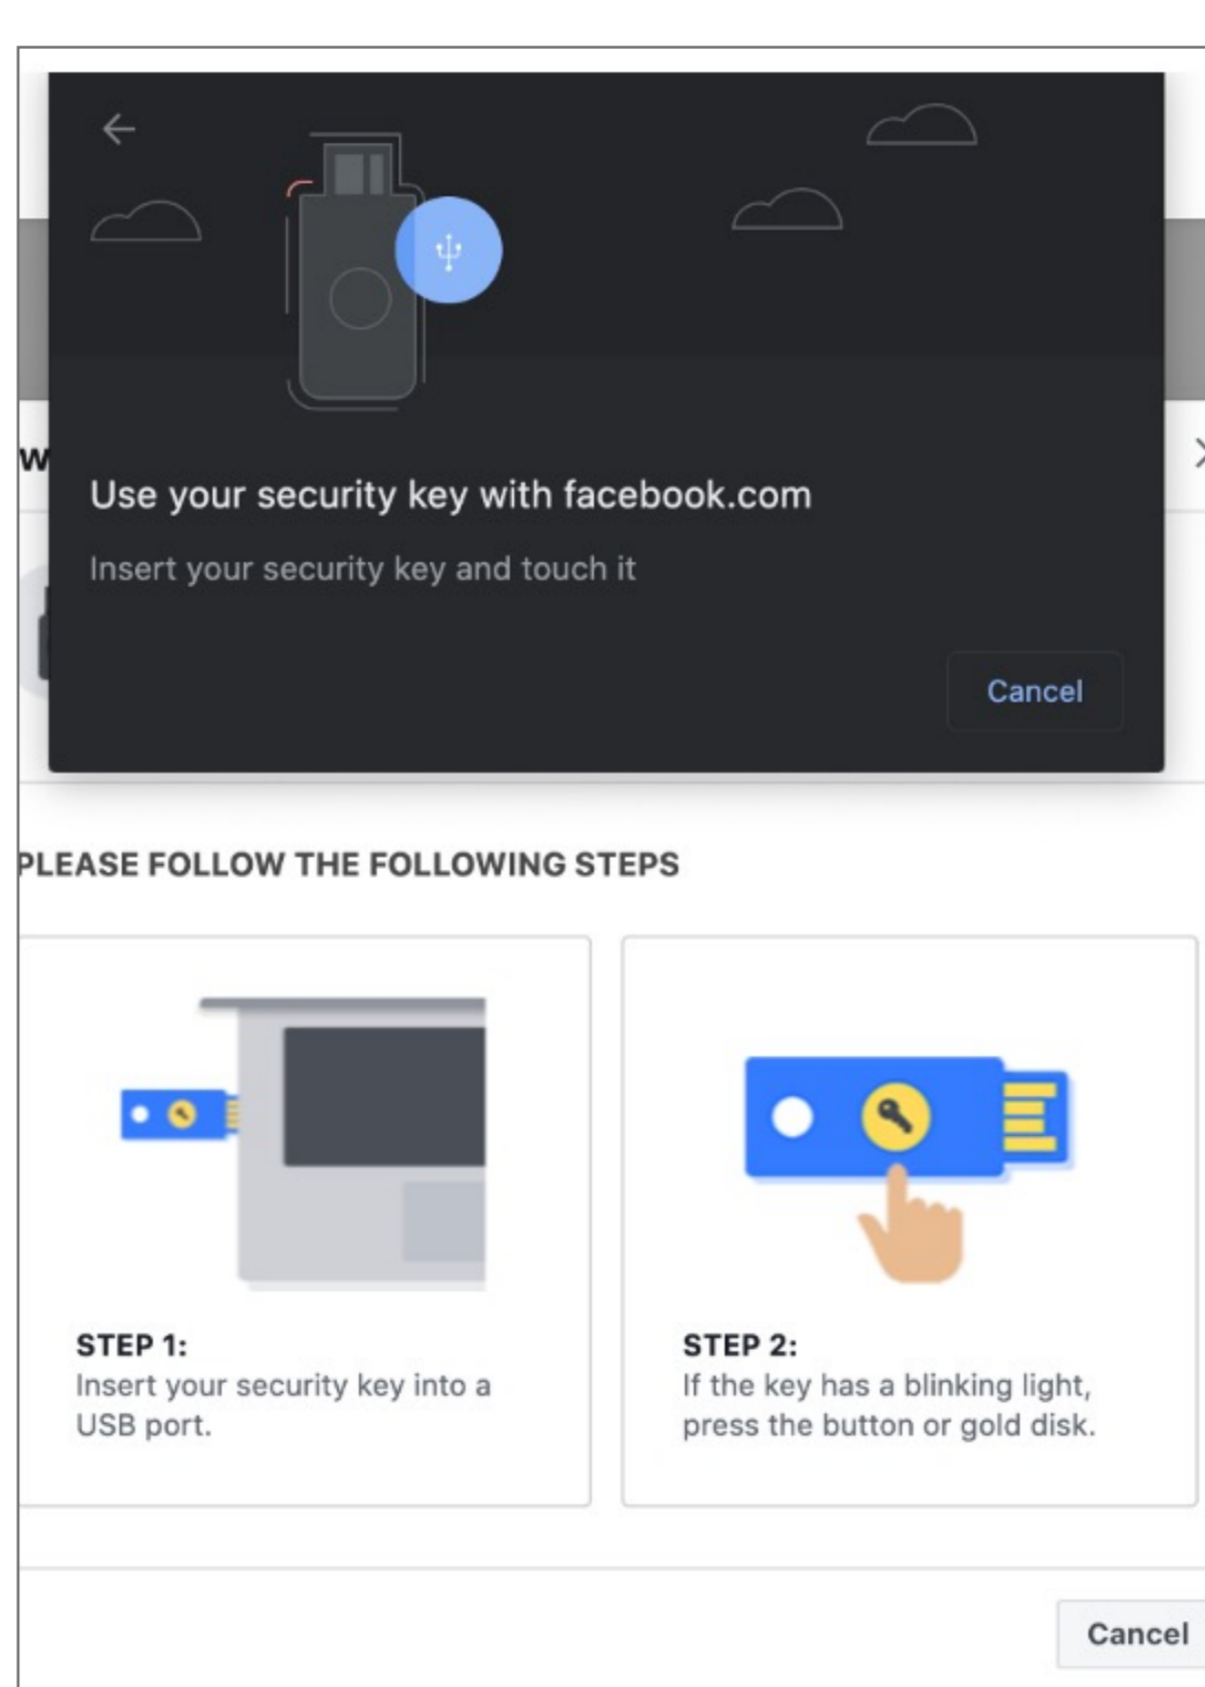 Use your security key with facebook.com
Insert your security key and touch it
Cancel
PLEASE FOLLOW THE FOLLOWING STEPS
STEP 1:
Insert your security key into a
USB port.
STEP 2:
If the key has a blinking light,
press the button or gold disk.
Cancel